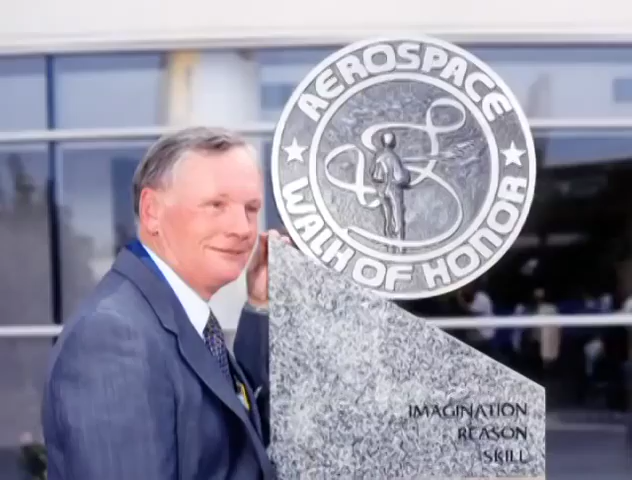 AEROSPACE
WALK OF HONOR
IMAGINATION
REASON
SKILL